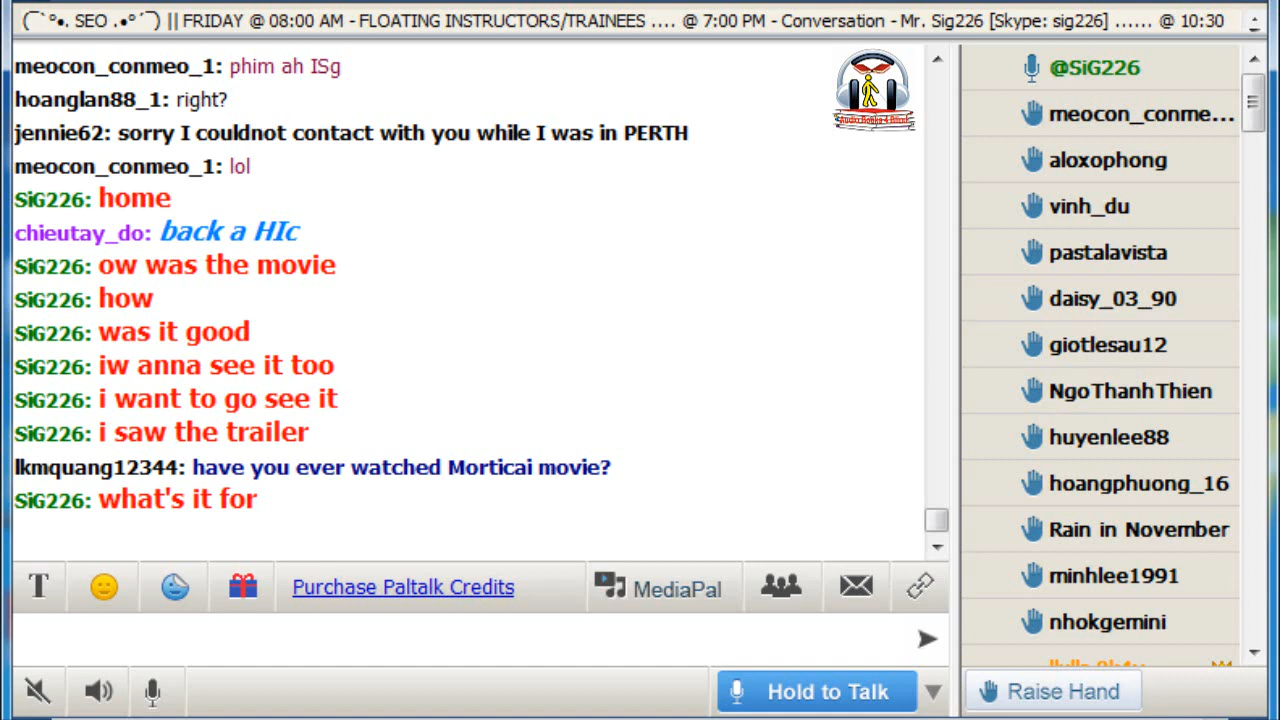 (¯`°•. SEO .•°´¯) || FRIDAY @ 08:00 AM - FLOATING INSTRUCTORS/TRAINEES .... @ 7:00 PM - Conversation - Mr. Sig226 [Skype: sig226] ...... @ 10:30
meocon_conmeo_1: phim ah ISg
hoanglan88_1: right?
jennie62: sorry I couldnot contact with you while I was in PERTH
meocon_conmeo_1: lol
SiG226: home
chieutay_do: back a HIc
SiG226: ow was the movie
SiG226: how
SiG226: was it good
SiG226: iw anna see it too
SiG226: i want to go see it
SiG226: i saw the trailer
lkmquang12344: have you ever watched Morticai movie?
SiG226: what's it for
Audio Books 4 Blind
T
Purchase Paltalk Credits
MediaPal
Hold to Talk
@SiG226
meocon_conme...
aloxophong
vinh_du
pastalavista
daisy_03_90
giotlesau12
NgoThanhThien
huyenlee88
hoangphuong_16
Rain in November
minhlee1991
nhokgemini
Raise Hand